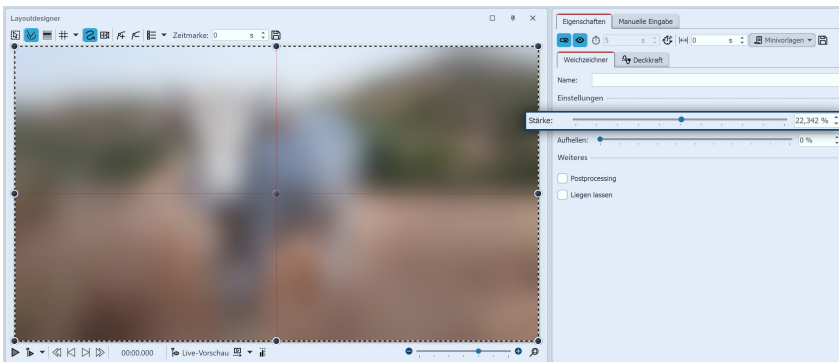 Layoutdesigner
Zeitmarke: 0 s
00:00.000 Live-Vorschau
Eigenschaften Manuelle Eingabe
5 s 0 s Minivorlagen
Weichzeichner Deckkraft
Name:
Einstellungen
Stärke: 22,342 %
Aufhellen: 0 %
Weiteres
Postprocessing
Liegen lassen